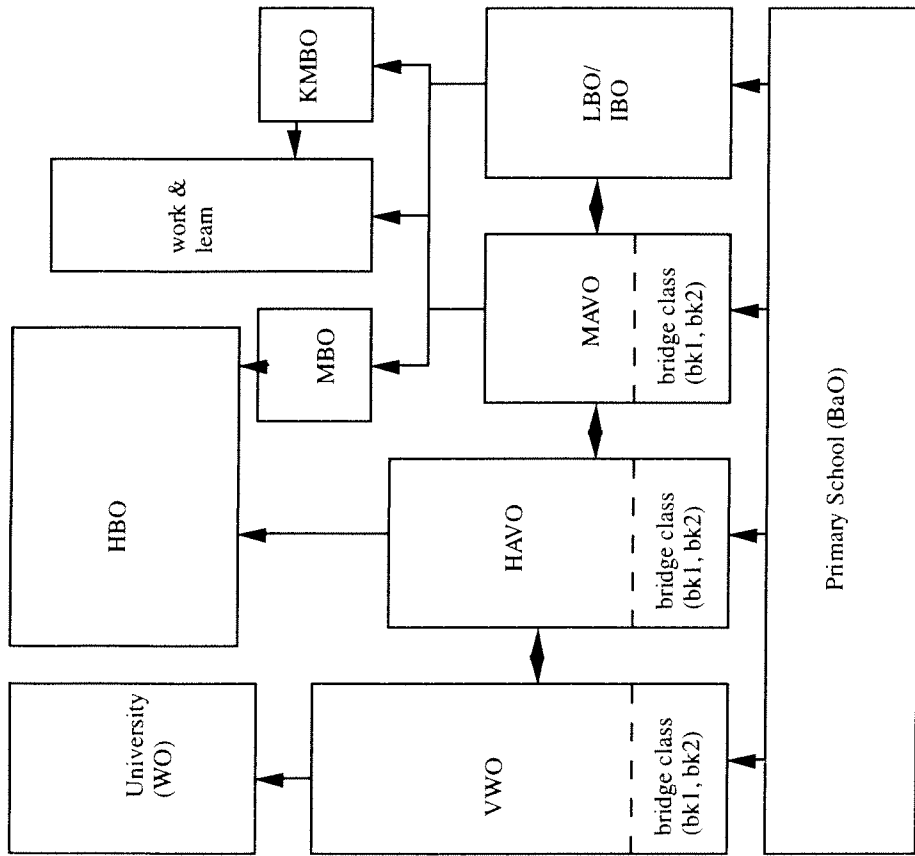 University
(WO)
HBO
MBO
work &
learn
KMBO
VWO
HAVO
MAVO
LBO/
IBO
bridge class
(bk1, bk2)
bridge class
(bk1, bk2)
bridge class
(bk1, bk2)
Primary School (BaO)